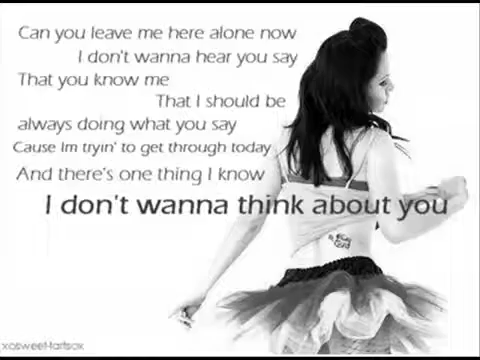 Can you leave me here alone now
I don't wanna hear you say
That you know me
That I should be
always doing what you say
Cause Im tryin' to get through today
And there's one thing I know
I don't wanna think about you
xosweet4artsox